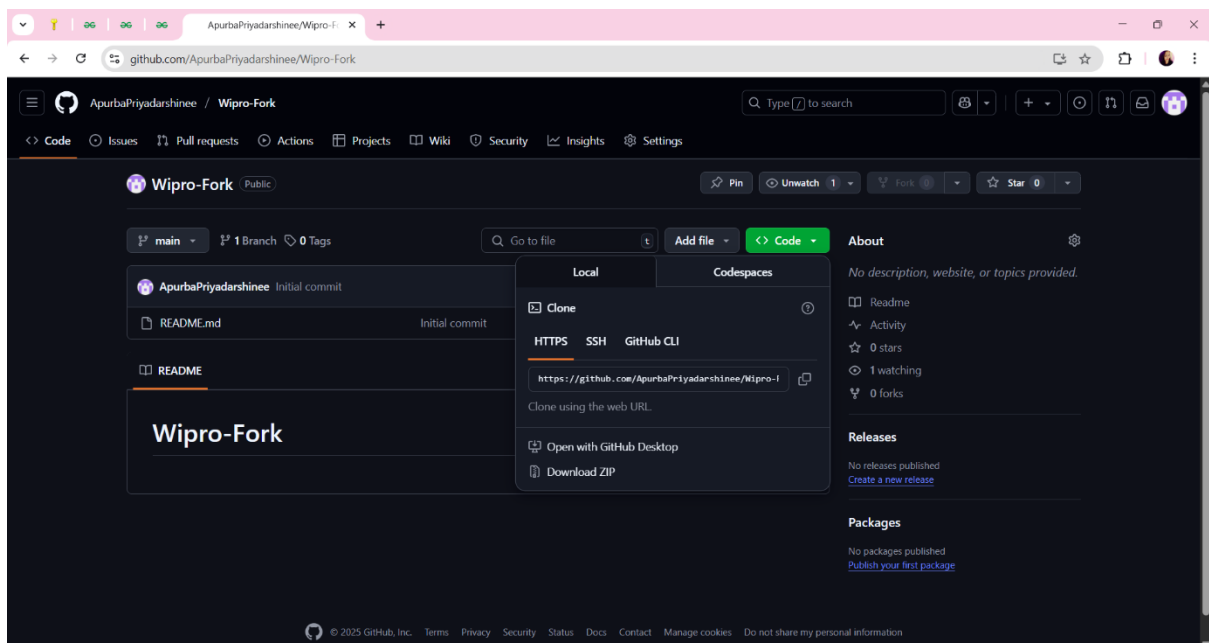 ApurbaPriyadarshinee/Wipro-F
github.com/ApurbaPriyadarshinee/Wipro-Fork
ApurbaPriyadarshinee / Wipro-Fork
Type / to search
Code Issues Pull requests Actions Projects Wiki Security Insights Settings
Wipro-Fork Public
Pin Unwatch 1 Fork 0 Star 0
main 1 Branch 0 Tags
Go to file t Add file <> Code
About
No description, website, or topics provided.
Readme
Activity
0 stars
1 watching
0 forks
Releases
No releases published
Create a new release
Packages
No packages published
Publish your first package
ApurbaPriyadarshinee Initial commit
README.md Initial commit
README
Wipro-Fork
Local Codespaces
Clone
HTTPS SSH GitHub CLI
https://github.com/ApurbaPriyadarshinee/Wipro-
Clone using the web URL.
Open with GitHub Desktop
Download ZIP
© 2025 GitHub, Inc. Terms Privacy Security Status Docs Contact Manage cookies Do not share my personal information